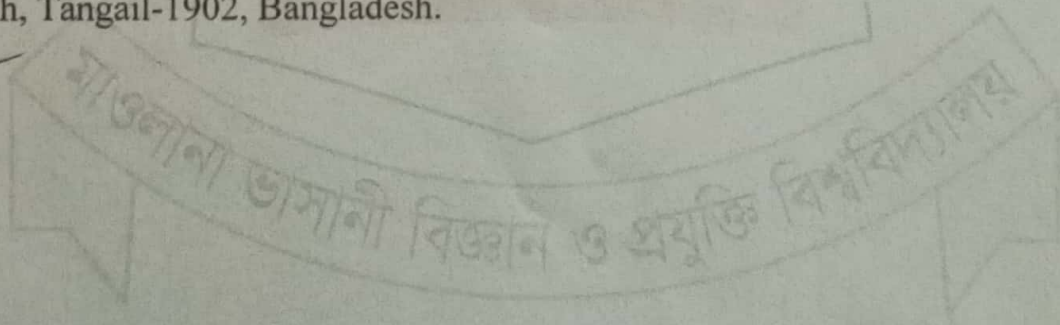 h, Tangail-1902, Bangladesh.
মাওলানা ভাসানী বিজ্ঞান ও প্রযুক্তি বিশ্ববিদ্যালয়